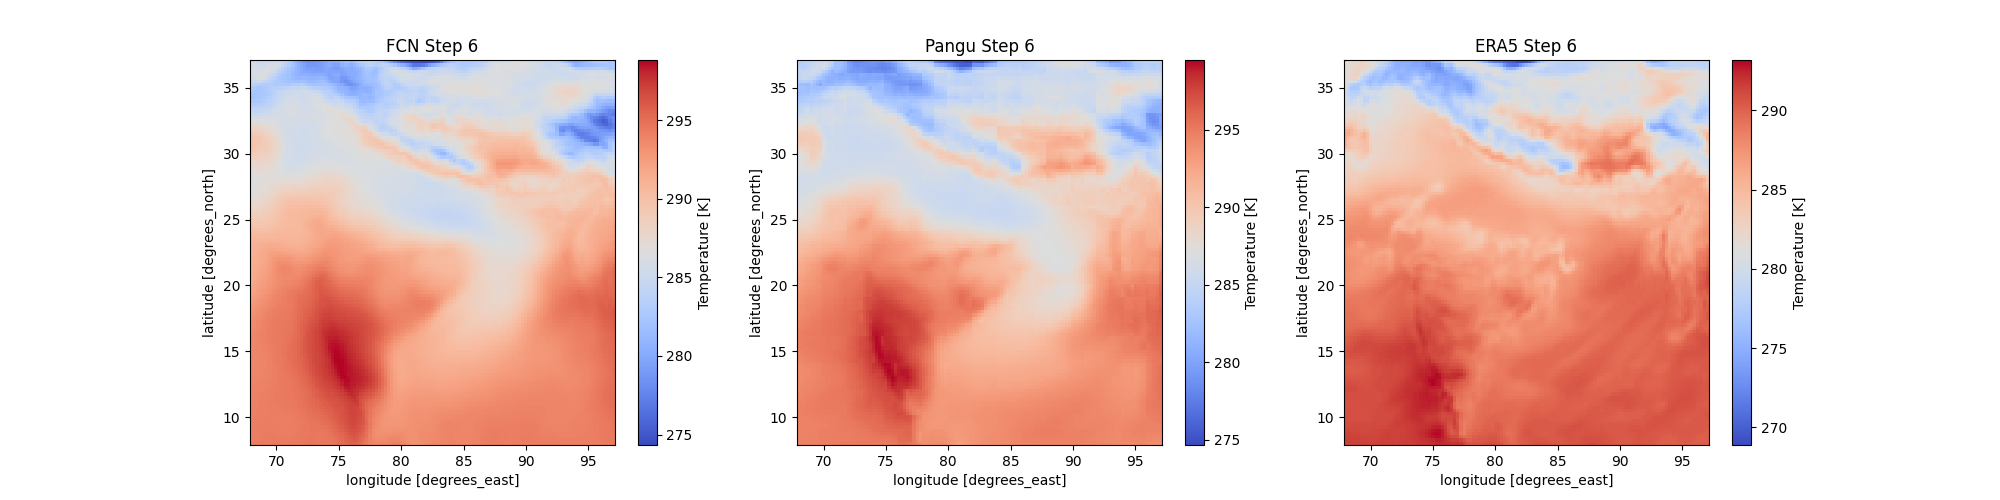 FCN Step 6
Pangu Step 6
ERA5 Step 6
latitude [degrees_north]
35
30
25
20
15
10
70 75 80 85 90 95
longitude [degrees_east]
295
290
285
280
275
Temperature [K]
latitude [degrees_north]
35
30
25
20
15
10
70 75 80 85 90 95
longitude [degrees_east]
295
290
285
280
275
Temperature [K]
latitude [degrees_north]
35
30
25
20
15
10
70 75 80 85 90 95
longitude [degrees_east]
290
285
280
275
270
Temperature [K]